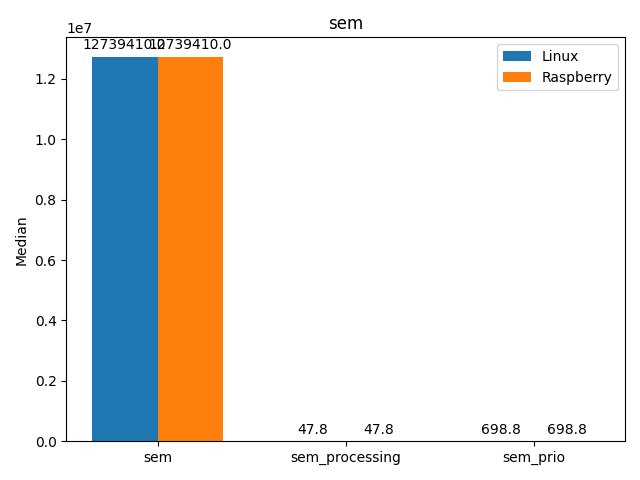 sem
1e7
12739410.0
12739410.0
Linux
Raspberry
1.2
1.0
0.8
0.6
0.4
0.2
0.0
Median
47.8
47.8
698.8
698.8
sem
sem_processing
sem_prio